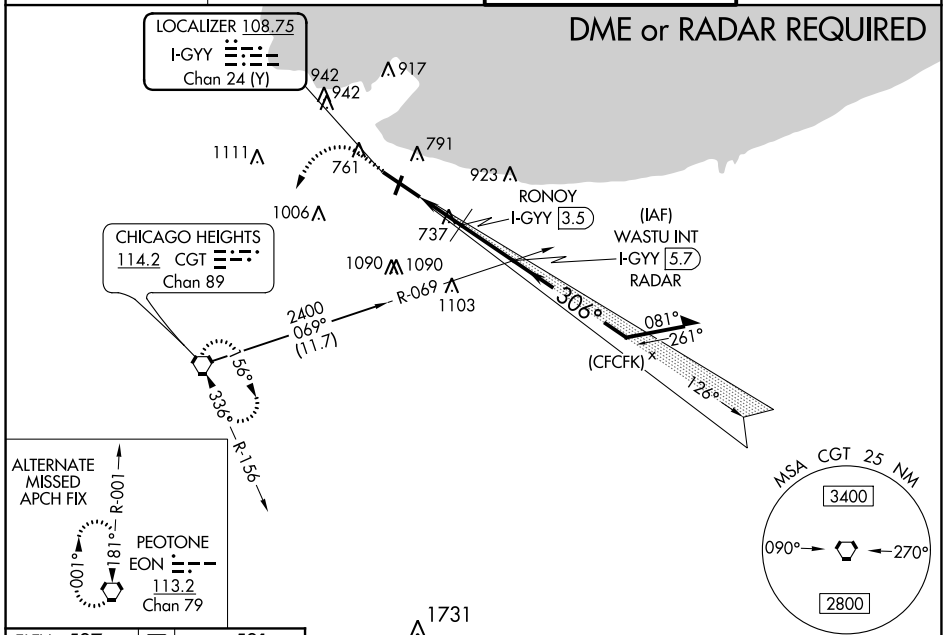 DME or RADAR REQUIRED
LOCALIZER 108.75
I-GYY
Chan 24 (Y)
942
942
917
1111
761
791
923
1006
737
RONOY
I-GYY 3.5
(IAF)
WASTU INT
I-GYY 5.7
RADAR
CHICAGO HEIGHTS
114.2 CGT
Chan 89
1090
1090
R-069
1103
2400
069°
(11.7)
306°
081°
261°
(CFCFK)
126°
156°
336°
R-156
ALTERNATE
MISSED
APCH FIX
R-001
181°
001°
PEOTONE
EON
113.2
Chan 79
MSA CGT 25 NM
3400
090°
270°
2800
1731